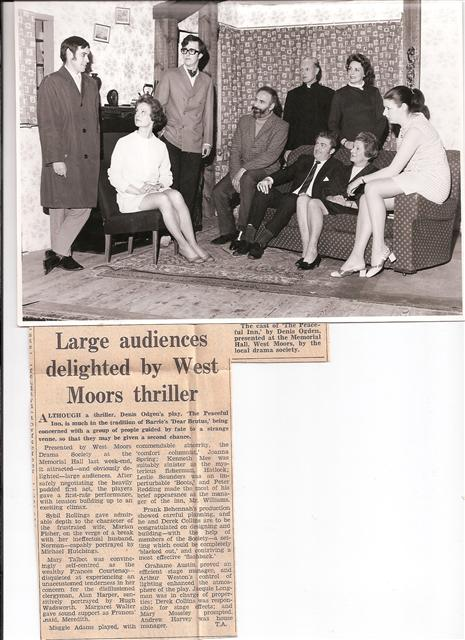 The cast of 'The Peace-
ful Inn,' by Denis Ogden,
presented at the Memorial
Hall, West Moors, by the
local drama society.
Large audiences
delighted by West
Moors thriller
ALTHOUGH a thriller, Denis Odgen's play, 'The Peaceful
Inn, is much in the tradition of Barrie's 'Dear Brutus,' being
concerned with a group of people guided by fate to a strange
venue, so that they may be given a second chance.
Presented by West Moors
Drama Society at the
Memorial Hall last week-end,
it attracted—and obviously de-
lighted—large audiences. After
safely negotiating the heavily
padded first act, the players
gave a first-rate performance,
with tension building up to an
exciting climax.
Sybil Hollings gave admir-
able depth to the character of
the frustrated wife, Marian
Fisher, on the verge of a break
with her ineffectual husband,
Norman—capably portrayed by
Michael Hutchings.
Mary Talbot was convinc-
ingly self-centred as the
wealthy Frances Courtenay—
disquieted at experiencing an
unaccustomed tenderness in her
concern for the disillusioned
clergyman, Alan Harper, sen-
sitively portrayed by Hugh
Wadsworth. Margaret Walter
gave sound support as Frances'
maid, Meredith.
Maggie Adams played, with
commendable sincerity, the
'comfort columnist,' Joanna
Spring; Kenneth Mee was
suitably sinister as the mys-
terious fisherman, Hatlock;
Leslie Saunders was an im-
perturbable 'Boots,' and Peter
Redding made the most of his
brief appearance as the mana-
ger of the inn, Mr. Williams.
Frank Behennah's production
showed careful planning, and
he and Derek Collins are to be
congratulated on designing and
building—with the help of
members of the Society—a set-
ting which could be completely
'blacked out,' and contriving a
most effective 'flashback.'
Grahame Austin proved an
efficient stage manager, and
Arthur Weston's control of
lighting enhanced the atmos-
phere of the play. Jacquie Long-
man was in charge of proper-
ties; Derek Collins was respon-
sible for stage effects; and
Mary Moseley prompted.
Andrew Harvey was house
manager. T.A.